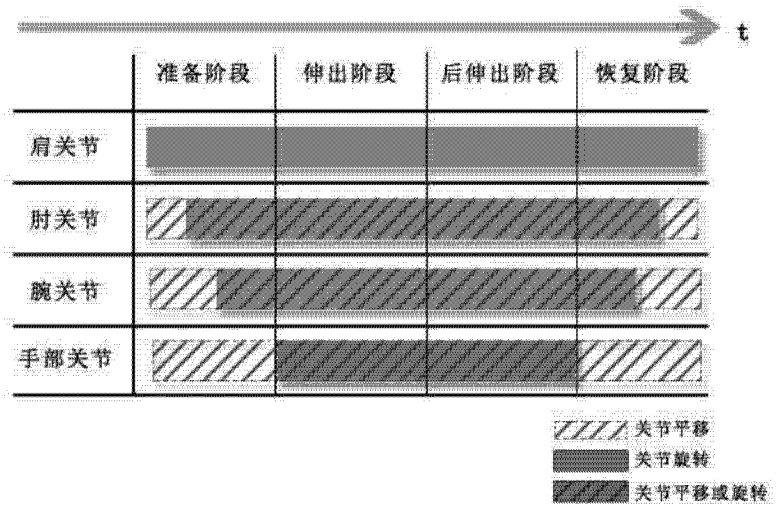 t
准备阶段 伸出阶段 后伸出阶段 恢复阶段
肩关节
肘关节
腕关节
手部关节
关节平移
关节旋转
关节平移或旋转